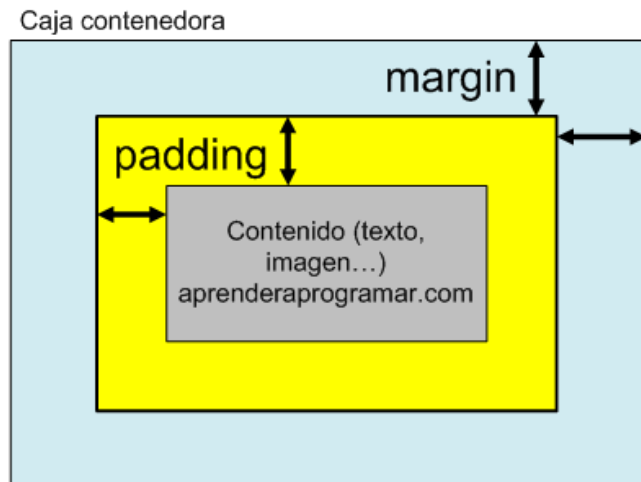 Caja contenedora
margin
padding
Contenido (texto,
imagen…)
aprenderaprogramar.com